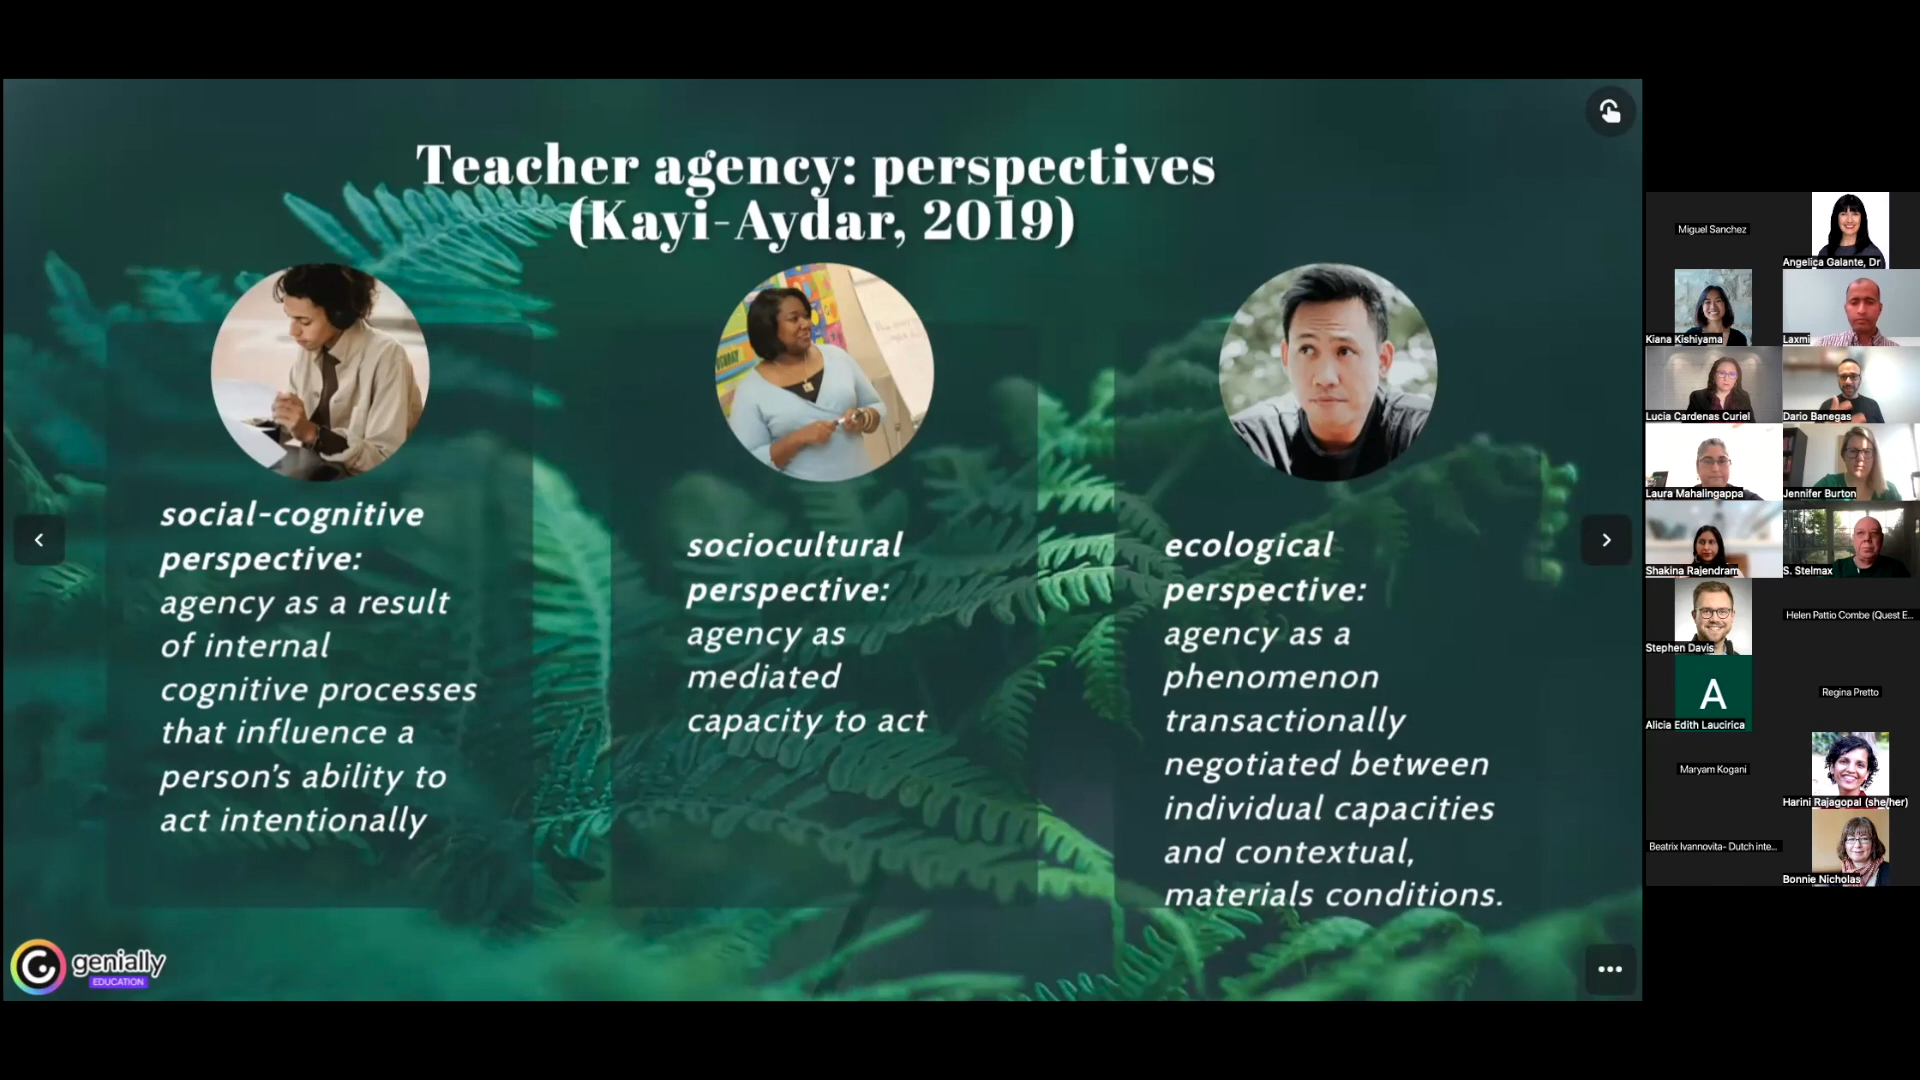 Teacher agency: perspectives
(Kayi-Aydar, 2019)
social-cognitive
perspective:
agency as a result
of internal
cognitive processes
that influence a
person's ability to
act intentionally
sociocultural
perspective:
agency as
mediated
capacity to act
ecological
perspective:
agency as a
phenomenon
transactionally
negotiated between
individual capacities
and contextual,
materials conditions.
genially
EDUCATION
Miguel Sanchez
Angelica Galante, Dr
Kiana Kishiyama
Laxmi
Lucia Cardenas Curiel
Dario Banegas
Laura Mahalingappa
Jennifer Burton
Shakina Rajendram
S. Stelmax
Stephen Davis
Helen Pattio Combe (Quest E...
A
Alicia Edith Laucirica
Regina Pretto
Maryam Kogani
Harini Rajagopal (she/her)
Beatrix Ivannovita- Dutch inte...
Bonnie Nicholas